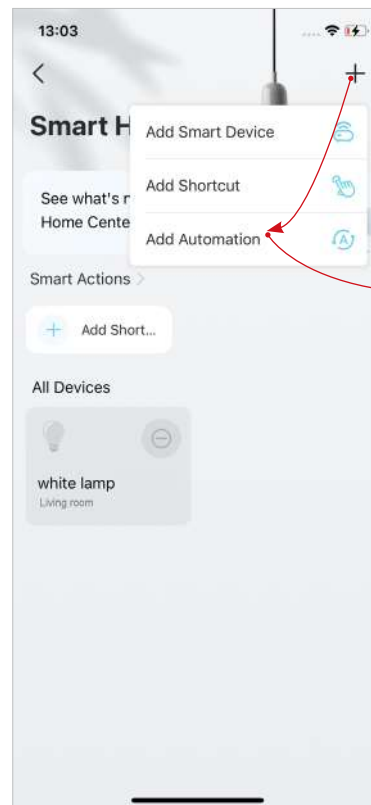 13:03
Smart H
Add Smart Device
Add Shortcut
Add Automation
See what's n
Home Cente
Smart Actions
Add Short...
All Devices
white lamp
Living room